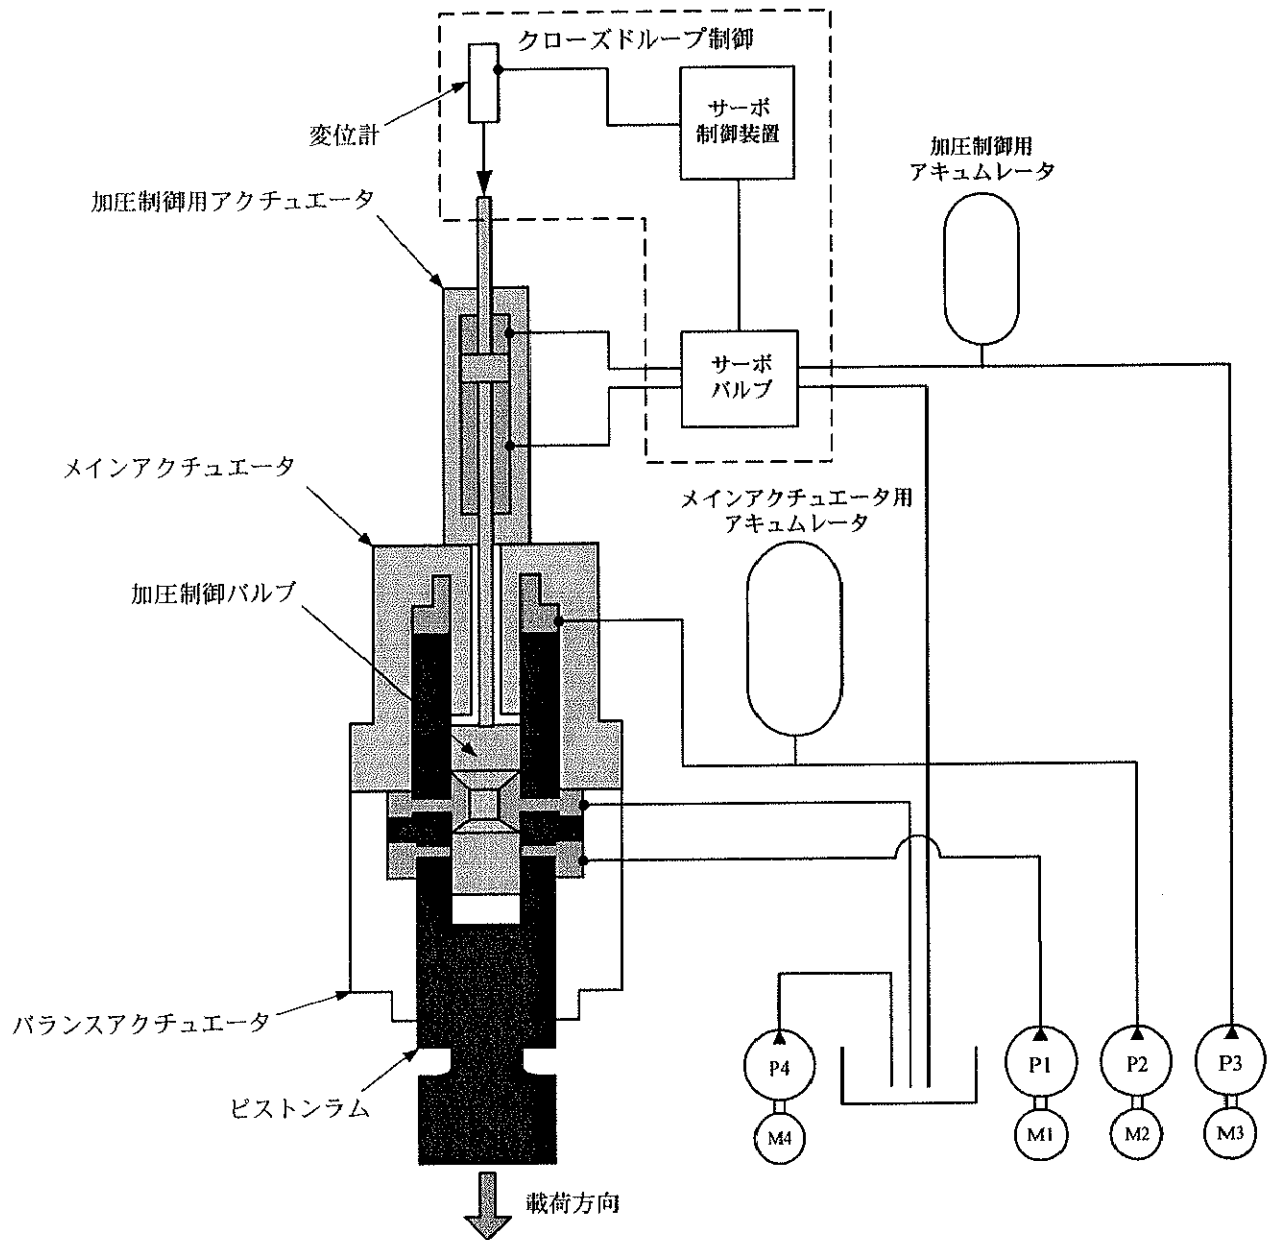 クローズドループ制御
サーボ
制御装置
変位計
加圧制御用
アキュムレータ
加圧制御用アクチュエータ
サーボ
バルブ
メインアクチュエータ
メインアクチュエータ用
アキュムレータ
加圧制御バルブ
バランスアクチュエータ
ピストンラム
P4
P1
P2
P3
M4
M1
M2
M3
載荷方向